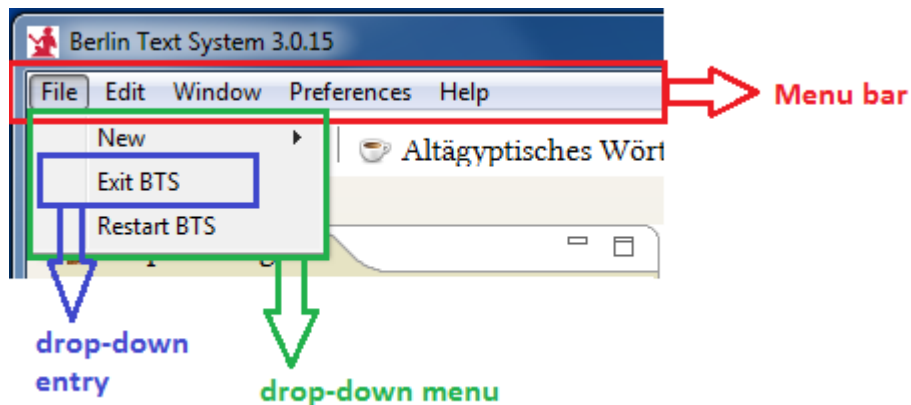 Berlin Text System 3.0.15
File Edit Window Preferences Help
Menu bar
New
Altägyptisches Wört
Exit BTS
Restart BTS
drop-down
entry
drop-down menu